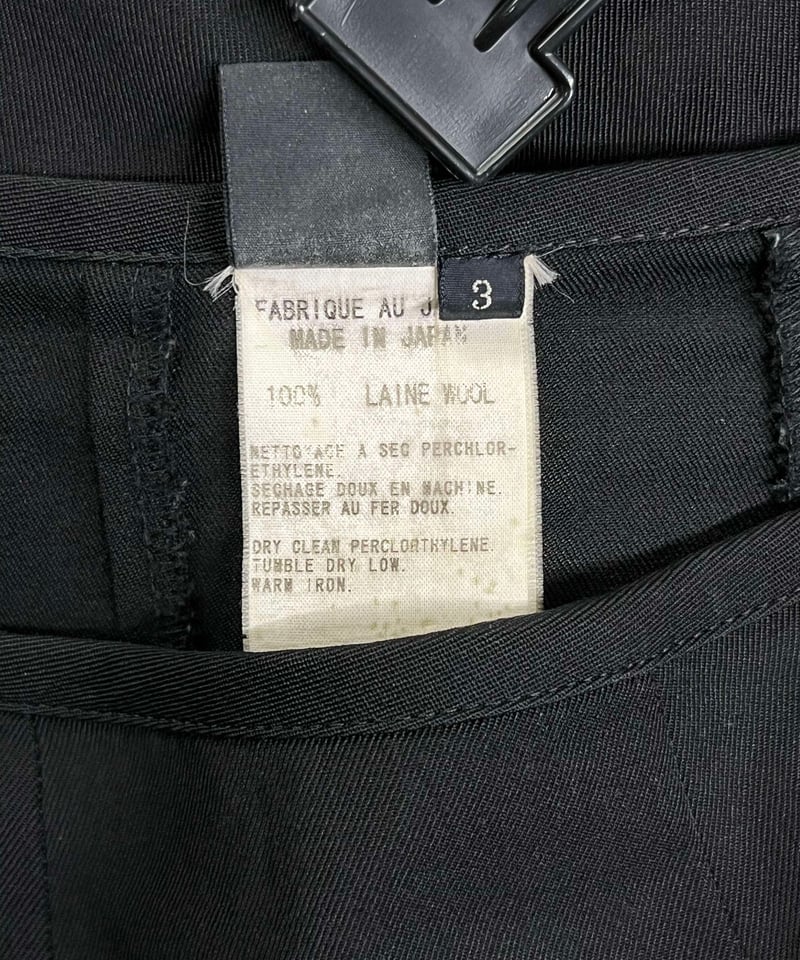 3
FABRIQUE AU J
MADE IN JAPAN
100% LAINE WOOL
NETTOYAGE A SEC PERCHLOR-
ETHYLENE.
SECHAGE DOUX EN MACHINE.
REPASSER AU FER DOUX.
DRY CLEAN PERCLORTHYLENE.
TUMBLE DRY LOW.
WARM IRON.